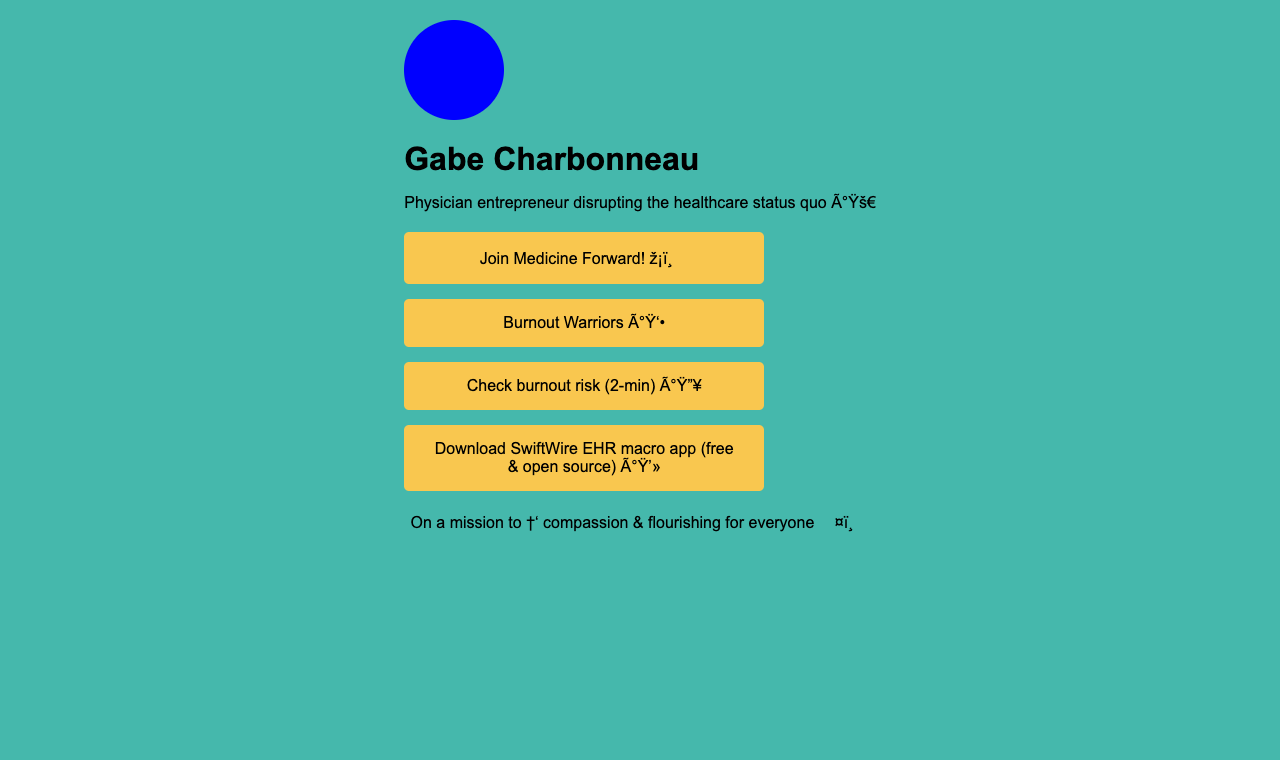 Gabe Charbonneau
Physician entrepreneur disrupting the healthcare status quo Ã°Ÿš€
Join Medicine Forward! ž¡ï¸
Burnout Warriors Ã°Ÿ‘•
Check burnout risk (2-min) Ã°Ÿ”¥
Download SwiftWire EHR macro app (free
& open source) Ã°Ÿ’»
On a mission to †‘ compassion & flourishing for everyone ¤ï¸